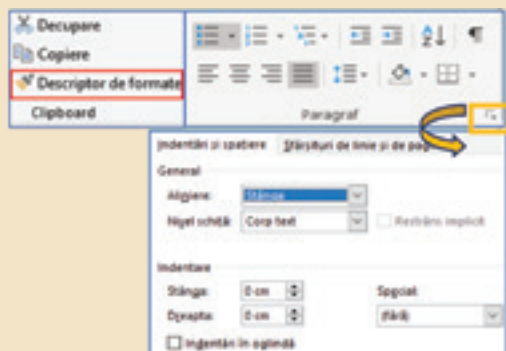 Decupare
Copiere
Descriptor de formate
Clipboard
Paragraf
Indentări și spațiere Sfârșituri de linie și de pag
General
Aliniere: Stânga
Nivel schiță: Corp text Restrâns implicit
Indentare
Stânga: 0 cm Special:
Dreapta: 0 cm (fără)
Indentări în oglindă